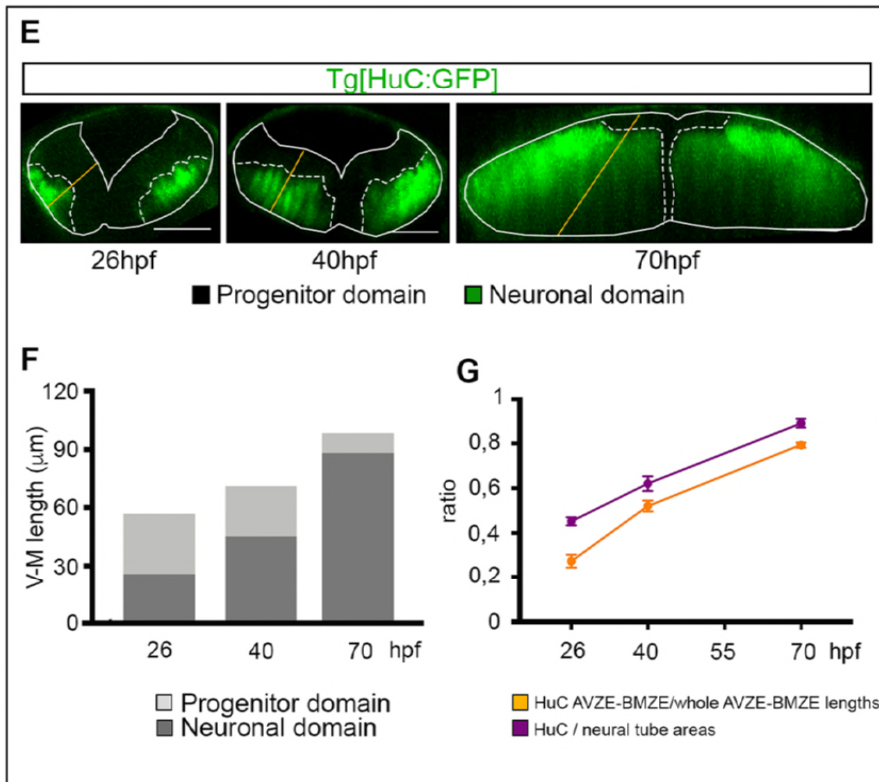 E
Tg[HuC:GFP]
26hpf 40hpf 70hpf
Progenitor domain Neuronal domain
F
120
90
60
30
0
V-M length (μm)
26 40 70 hpf
Progenitor domain
Neuronal domain
G
1
0,8
0,6
0,4
0,2
0
ratio
26 40 55 70 hpf
HuC AVZE-BMZE/whole AVZE-BMZE lengths
HuC / neural tube areas